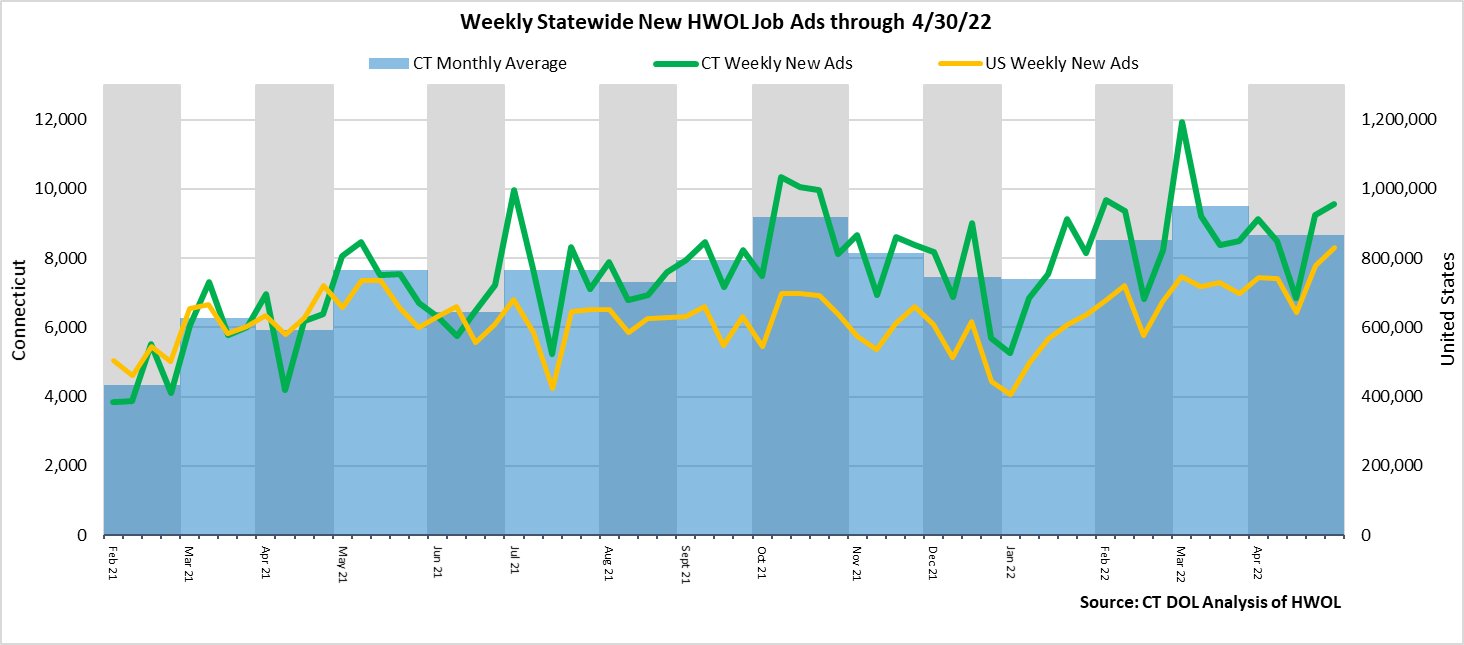 Weekly Statewide New HWOL Job Ads through 4/30/22
CT Monthly Average CT Weekly New Ads US Weekly New Ads
12,000 1,200,000
10,000 1,000,000
8,000 800,000
6,000 600,000
4,000 400,000
2,000 200,000
0 0
Connecticut
United States
Feb 21 Mar 21 Apr 21 May 21 Jun 21 Jul 21 Aug 21 Sept 21 Oct 21 Nov 21 Dec 21 Jan 22 Feb 22 Mar 22 Apr 22
Source: CT DOL Analysis of HWOL